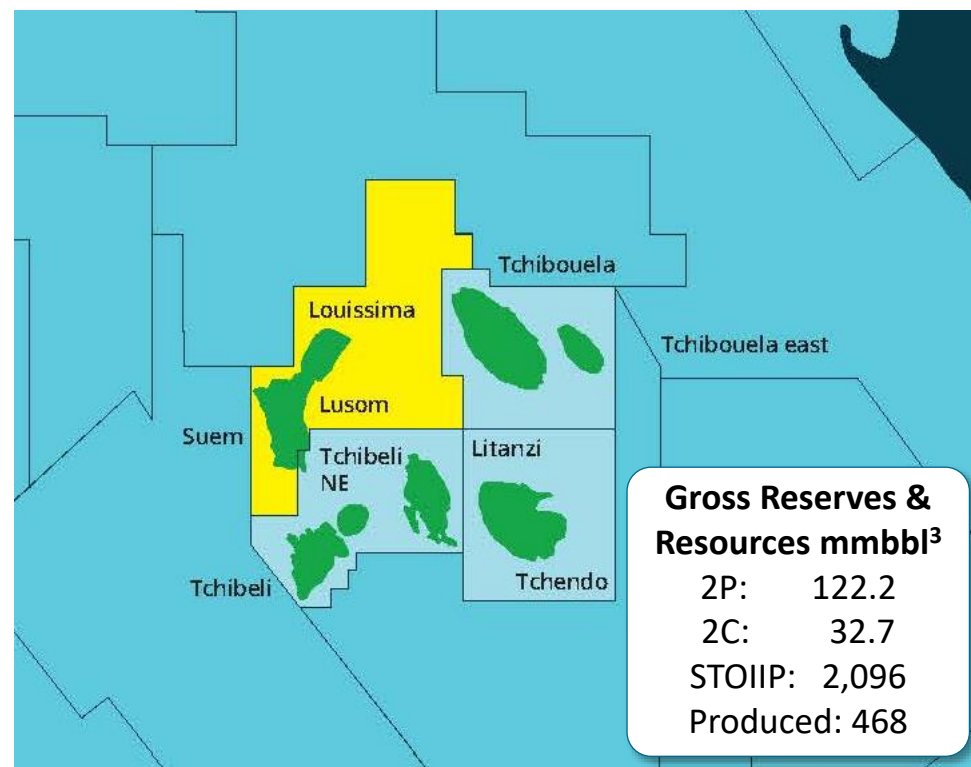 Tchibouela
Louissima
Tchibouela east
Lusom
Suem
Tchibeli
NE
Litanzi
Tchibeli
Tchendo
Gross Reserves &
Resources mmbbl³
2P: 122.2
2C: 32.7
STOIIP: 2,096
Produced: 468